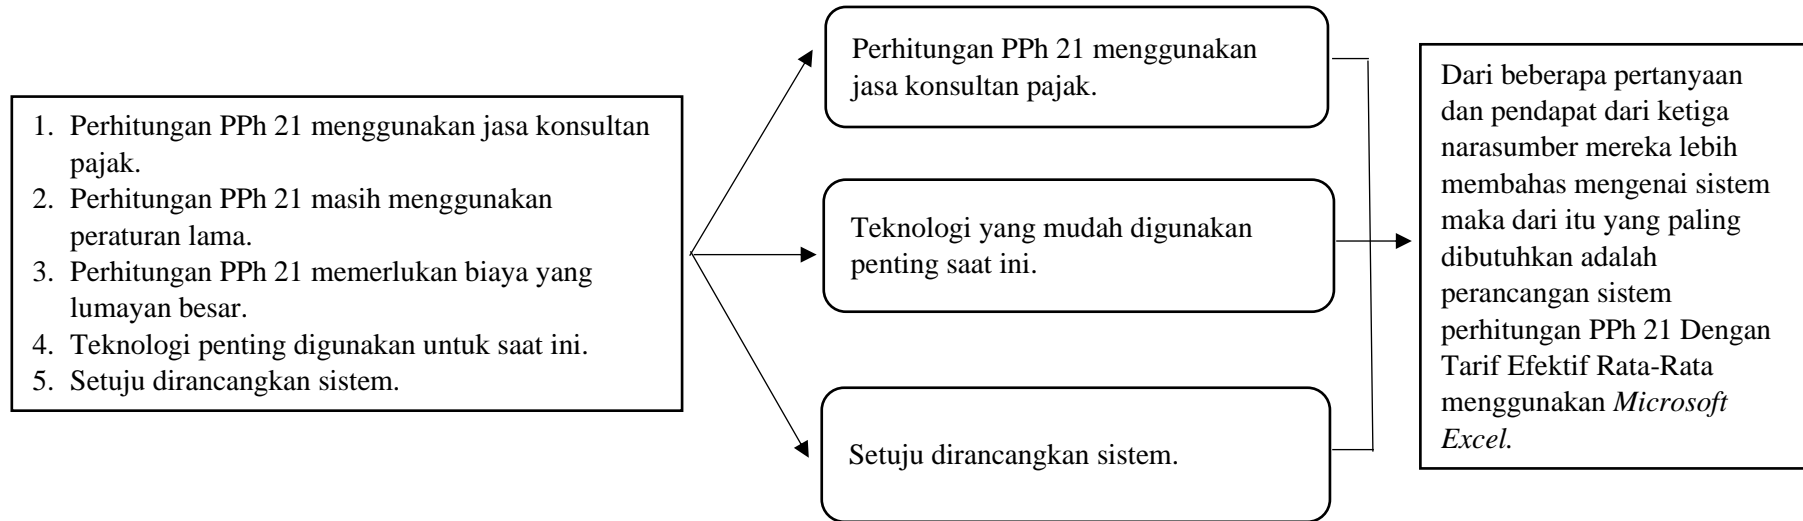 1. Perhitungan PPh 21 menggunakan jasa konsultan
pajak.
2. Perhitungan PPh 21 masih menggunakan
peraturan lama.
3. Perhitungan PPh 21 memerlukan biaya yang
lumayan besar.
4. Teknologi penting digunakan untuk saat ini.
5. Setuju dirancangkan sistem.
Perhitungan PPh 21 menggunakan
jasa konsultan pajak.
Teknologi yang mudah digunakan
penting saat ini.
Setuju dirancangkan sistem.
Dari beberapa pertanyaan
dan pendapat dari ketiga
narasumber mereka lebih
membahas mengenai sistem
maka dari itu yang paling
dibutuhkan adalah
perancangan sistem
perhitungan PPh 21 Dengan
Tarif Efektif Rata-Rata
menggunakan Microsoft
Excel.